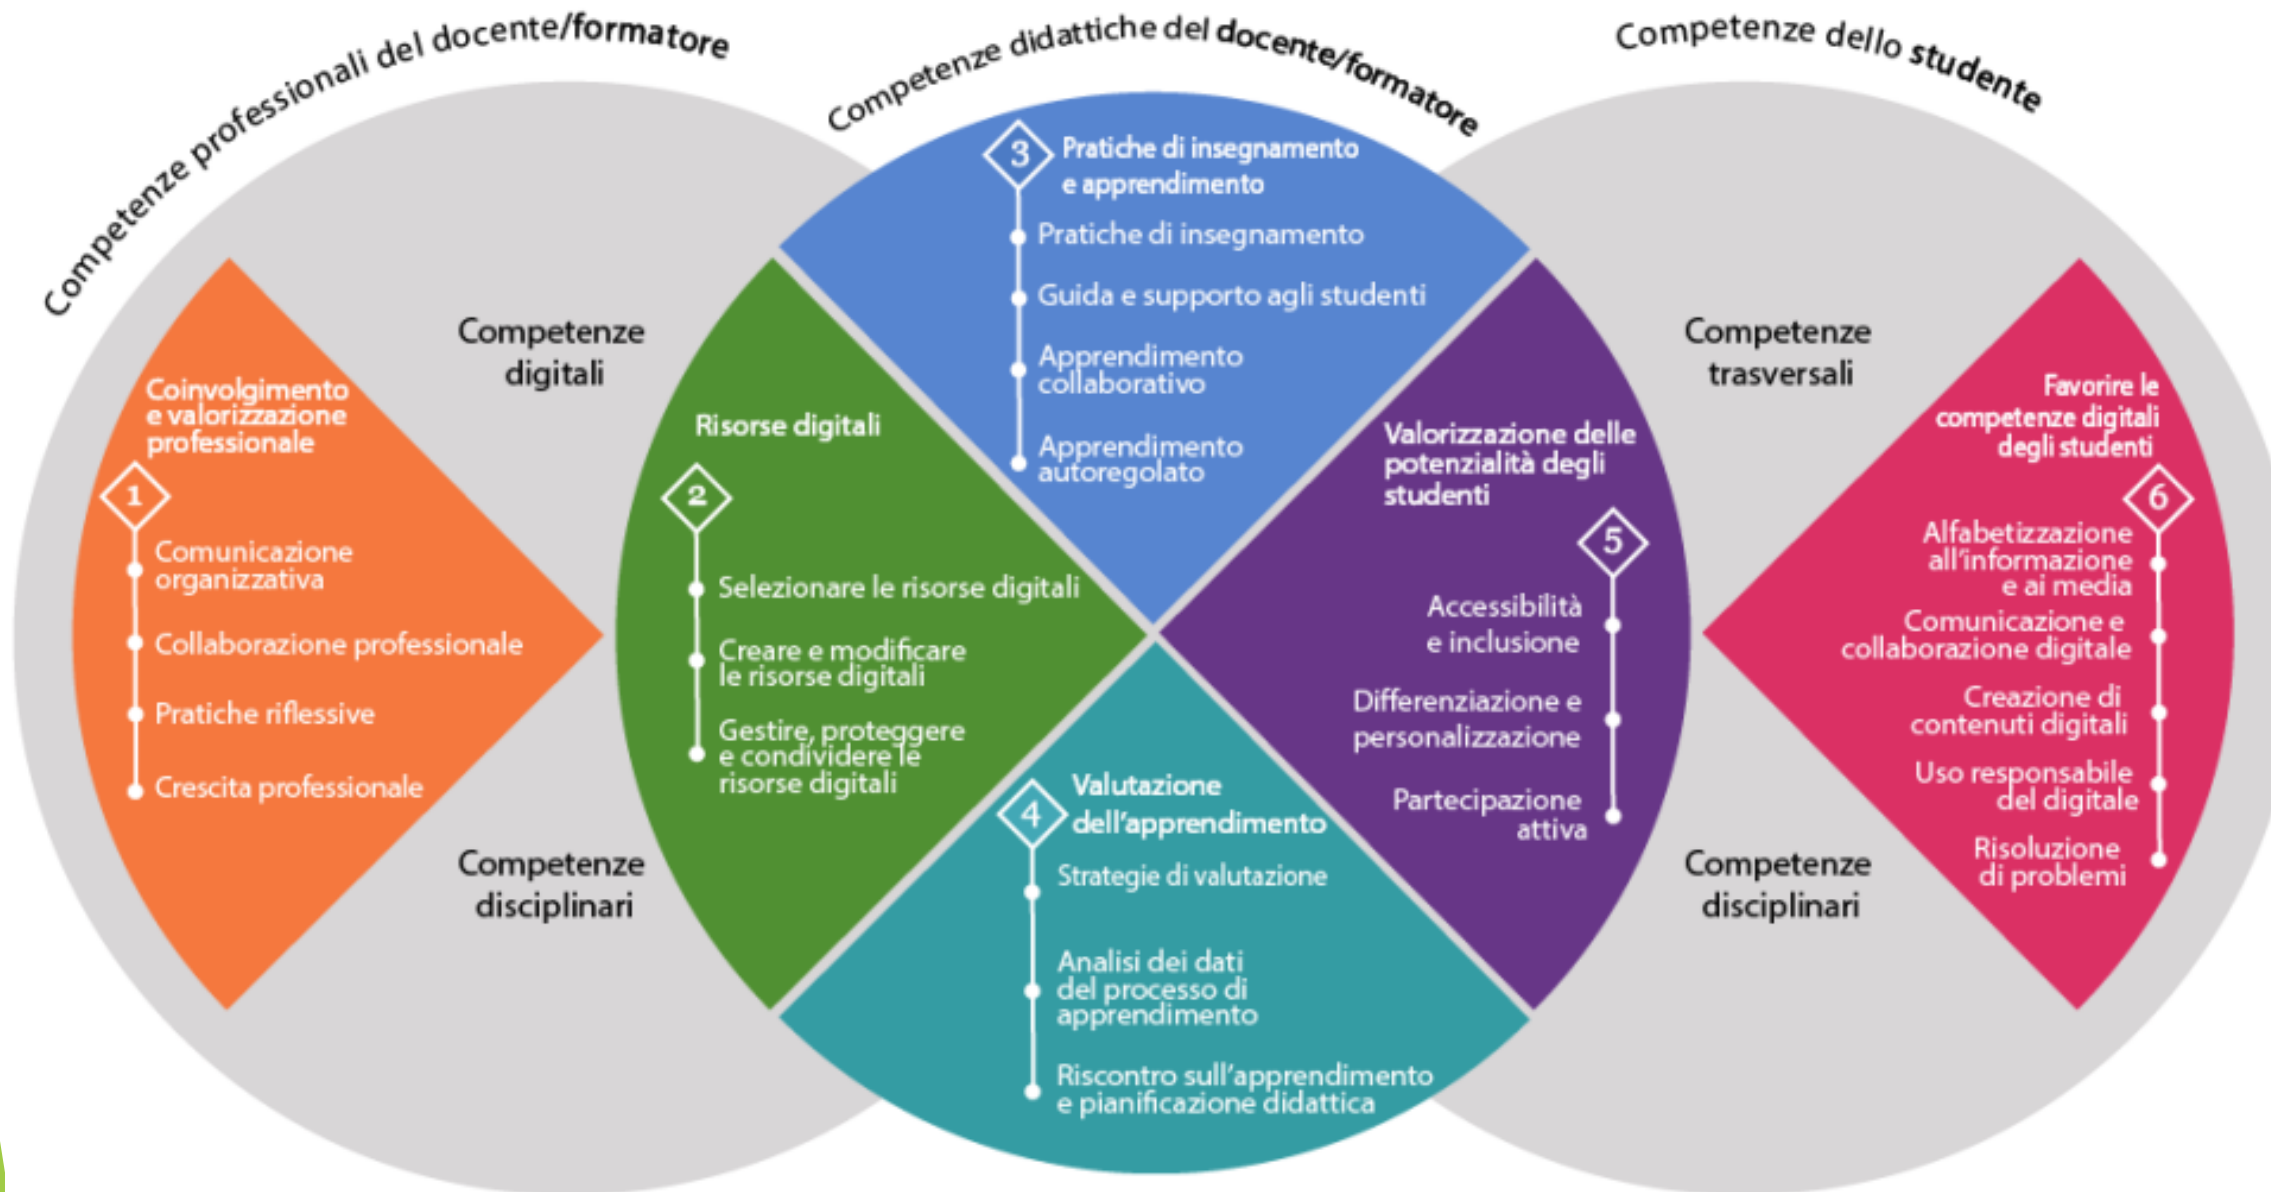 Competenze professionali del docente/formatore
Competenze didattiche del docente/formatore
Competenze dello studente
Coinvolgimento
e valorizzazione
professionale
1
Comunicazione
organizzativa
Collaborazione professionale
Pratiche riflessive
Crescita professionale
Competenze
digitali
Competenze
disciplinari
Risorse digitali
2
Selezionare le risorse digitali
Creare e modificare
le risorse digitali
Gestire, proteggere
e condividere le
risorse digitali
3
Pratiche di insegnamento
e apprendimento
Pratiche di insegnamento
Guida e supporto agli studenti
Apprendimento
collaborativo
Apprendimento
autoregolato
4
Valutazione
dell'apprendimento
Strategie di valutazione
Analisi dei dati
del processo di
apprendimento
Riscontro sull'apprendimento
e pianificazione didattica
Valorizzazione delle
potenzialità degli
studenti
5
Accessibilità
e inclusione
Differenziazione e
personalizzazione
Partecipazione
attiva
Competenze
trasversali
Competenze
disciplinari
Favorire le
competenze digitali
degli studenti
6
Alfabetizzazione
all'informazione
e ai media
Comunicazione e
collaborazione digitale
Creazione di
contenuti digitali
Uso responsabile
del digitale
Risoluzione
di problemi